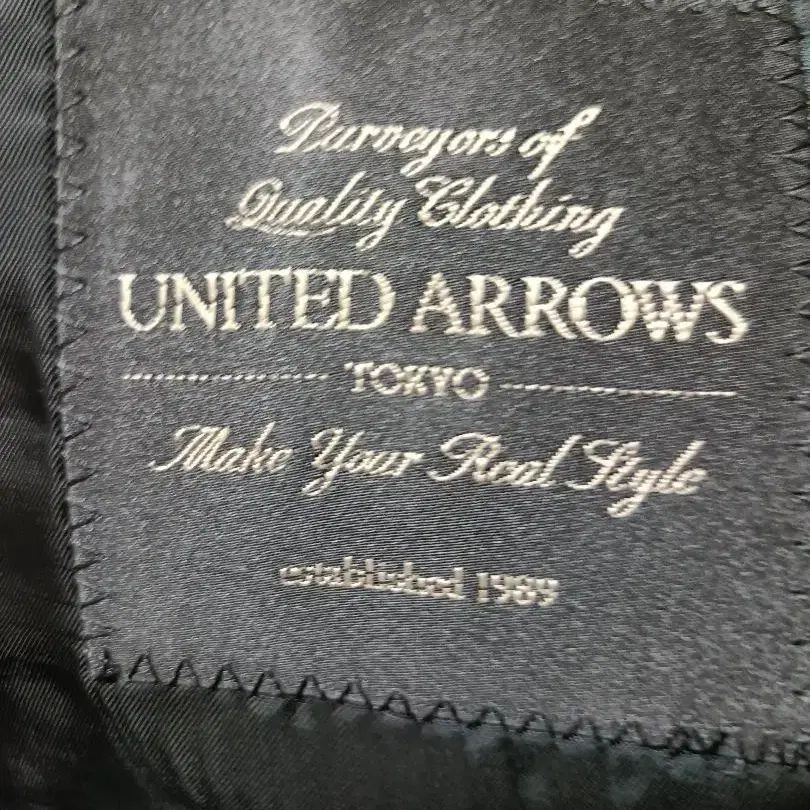 Purveyors of
Quality Clothing
UNITED ARROWS
TOKYO
Make Your Real Style
established 1989